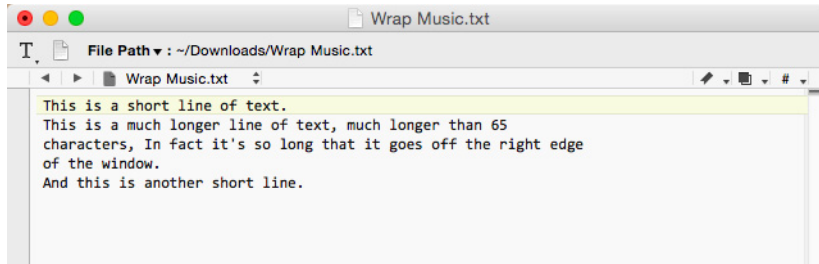 Wrap Music.txt
T File Path ▾ : ~/Downloads/Wrap Music.txt
Wrap Music.txt #
This is a short line of text.
This is a much longer line of text, much longer than 65
characters, In fact it's so long that it goes off the right edge
of the window.
And this is another short line.